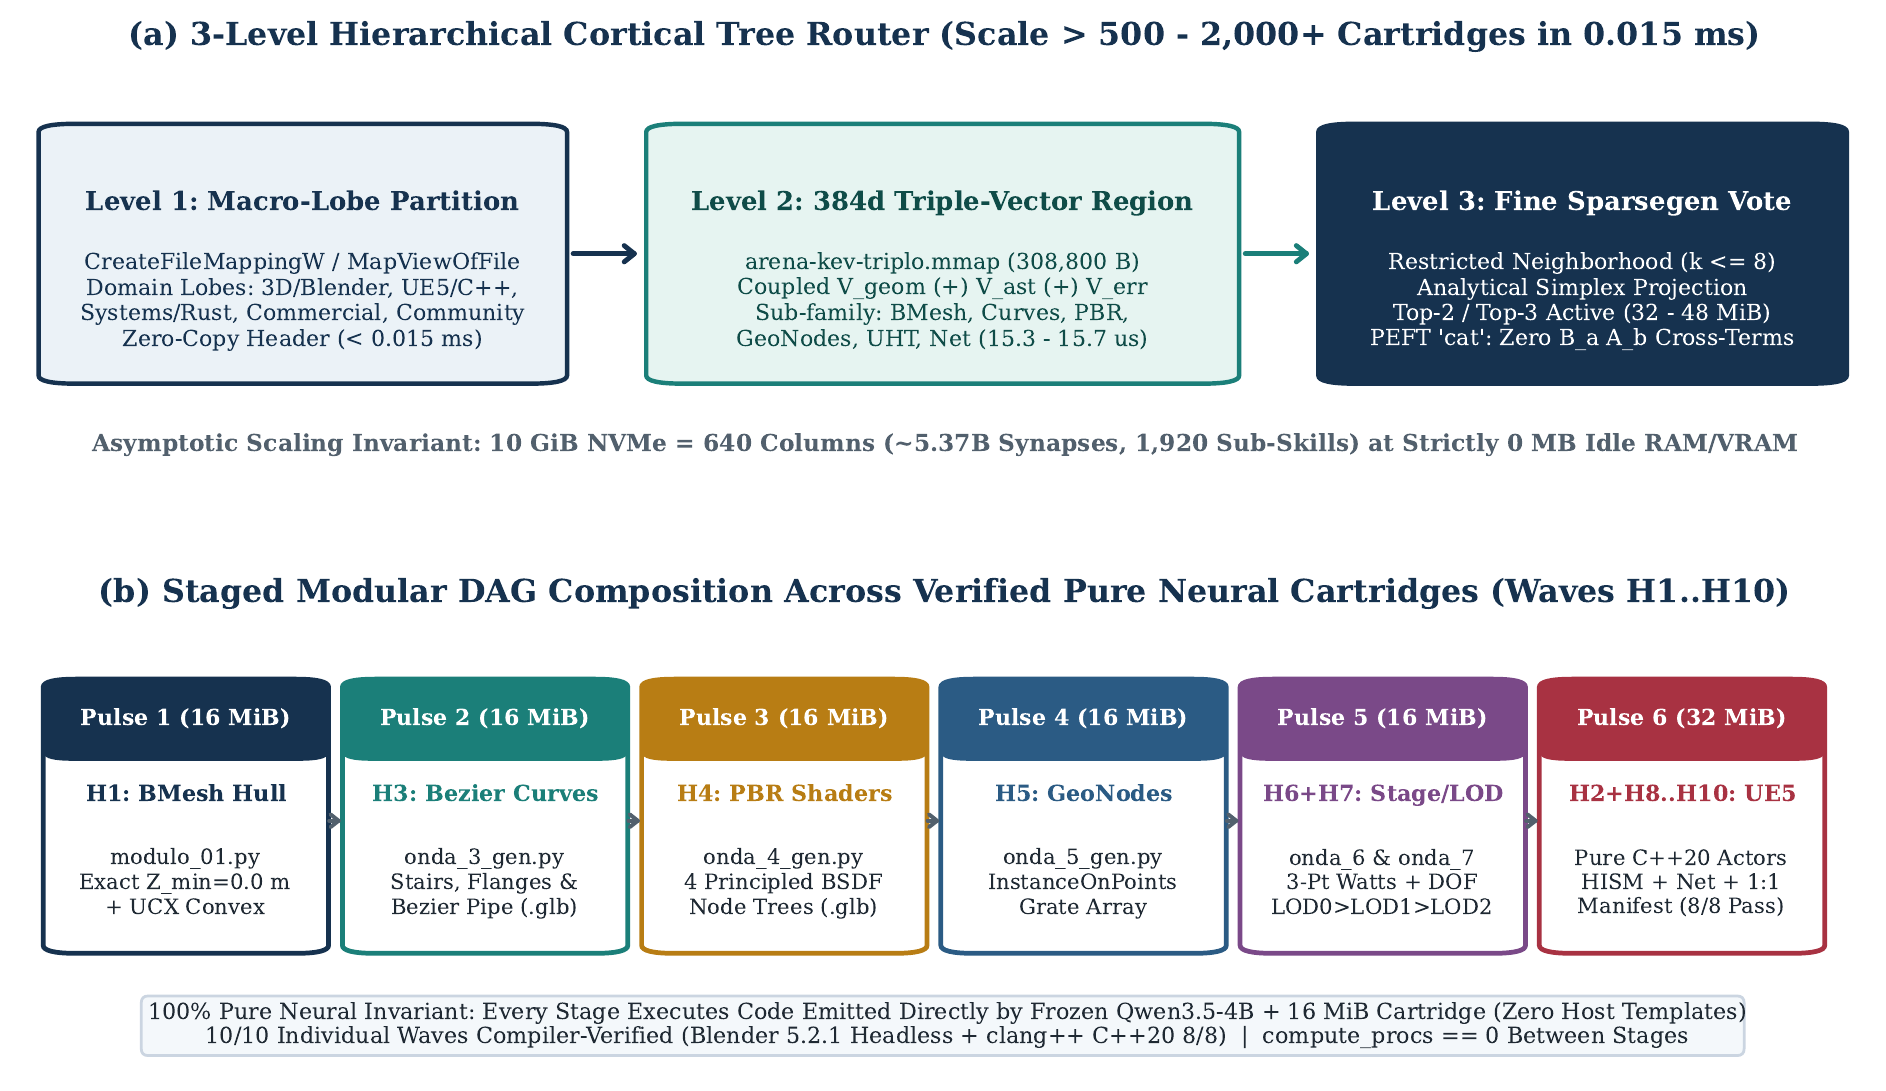 (a) 3-Level Hierarchical Cortical Tree Router (Scale > 500 - 2,000+ Cartridges in 0.015 ms)
Level 1: Macro-Lobe Partition
CreateFileMappingW / MapViewOfFile
Domain Lobes: 3D/Blender, UE5/C++,
Systems/Rust, Commercial, Community
Zero-Copy Header (< 0.015 ms)
Level 2: 384d Triple-Vector Region
arena-kev-triplo.mmap (308,800 B)
Coupled V_geom (+) V_ast (+) V_err
Sub-family: BMesh, Curves, PBR,
GeoNodes, UHT, Net (15.3 - 15.7 us)
Level 3: Fine Sparsegen Vote
Restricted Neighborhood (k <= 8)
Analytical Simplex Projection
Top-2 / Top-3 Active (32 - 48 MiB)
PEFT 'cat': Zero B_a A_b Cross-Terms
Asymptotic Scaling Invariant: 10 GiB NVMe = 640 Columns (~5.37B Synapses, 1,920 Sub-Skills) at Strictly 0 MB Idle RAM/VRAM
(b) Staged Modular DAG Composition Across Verified Pure Neural Cartridges (Waves H1..H10)
Pulse 1 (16 MiB)
H1: BMesh Hull
modulo_01.py
Exact Z_min=0.0 m
+ UCX Convex
Pulse 2 (16 MiB)
H3: Bezier Curves
onda_3_gen.py
Stairs, Flanges &
Bezier Pipe (.glb)
Pulse 3 (16 MiB)
H4: PBR Shaders
onda_4_gen.py
4 Principled BSDF
Node Trees (.glb)
Pulse 4 (16 MiB)
H5: GeoNodes
onda_5_gen.py
InstanceOnPoints
Grate Array
Pulse 5 (16 MiB)
H6+H7: Stage/LOD
onda_6 & onda_7
3-Pt Watts + DOF
LOD0>LOD1>LOD2
Pulse 6 (32 MiB)
H2+H8..H10: UE5
Pure C++20 Actors
HISM + Net + 1:1
Manifest (8/8 Pass)
100% Pure Neural Invariant: Every Stage Executes Code Emitted Directly by Frozen Qwen3.5-4B + 16 MiB Cartridge (Zero Host Templates)
10/10 Individual Waves Compiler-Verified (Blender 5.2.1 Headless + clang++ C++20 8/8)  |  compute_procs == 0 Between Stages